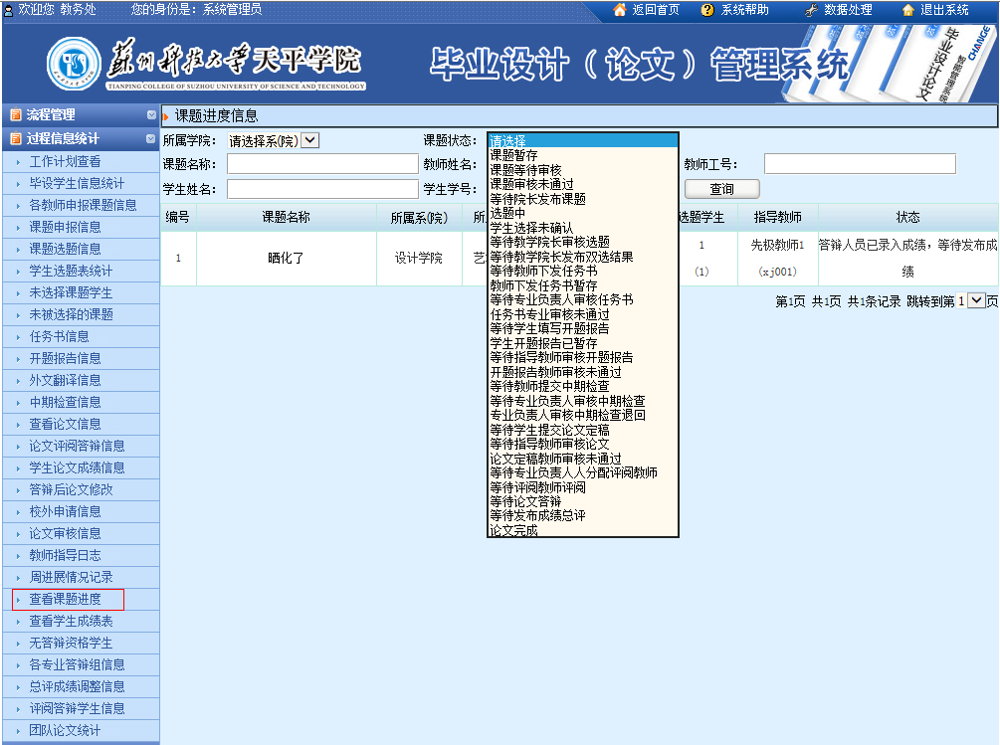 欢迎您 教务处 您的身份是：系统管理员 返回首页 系统帮助 数据处理 退出系统
苏州科技大学天平学院
TIANPING COLLEGE OF SUZHOU UNIVERSITY OF SCIENCE AND TECHNOLOGY
毕业设计（论文）管理系统
毕业设计论文
智能管理系统
CHANGE
流程管理
过程信息统计
工作计划查看
毕设学生信息统计
各教师申报课题信息
课题申报信息
课题选题信息
学生选题表统计
未选择课题学生
未被选择的课题
任务书信息
开题报告信息
外文翻译信息
中期检查信息
查看论文信息
论文评阅答辩信息
学生论文成绩信息
答辩后论文修改
校外申请信息
论文审核信息
教师指导日志
周进展情况记录
查看课题进度
查看学生成绩表
无答辩资格学生
各专业答辩组信息
总评成绩调整信息
评阅答辩学生信息
团队论文统计
课题进度信息
所属学院： 请选择系(院) 课题状态：
课题名称： 教师姓名： 教师工号：
学生姓名： 学生学号： 查询
请选择
课题暂存
课题等待审核
课题审核未通过
等待院长发布课题
选题中
学生选择未确认
等待教学院长审核选题
等待教学院长发布双选结果
等待教师下发任务书
教师下发任务书暂存
等待专业负责人审核任务书
任务书专业审核未通过
等待学生填写开题报告
学生开题报告已暂存
等待指导教师审核开题报告
开题报告教师审核未通过
等待教师提交中期检查
等待专业负责人审核中期检查
专业负责人审核中期检查退回
等待学生提交论文定稿
等待指导教师审核论文
论文定稿教师审核未通过
等待专业负责人人分配评阅教师
等待评阅教师评阅
等待论文答辩
等待发布成绩总评
论文完成
编号 课题名称 所属系(院) 所 选题学生 指导教师 状态
1 晒化了 设计学院 艺 1 先极教师1 答辩人员已录入成绩，等待发布成
(1) (xj001) 绩
第1页 共1页 共1条记录 跳转到第 1 页